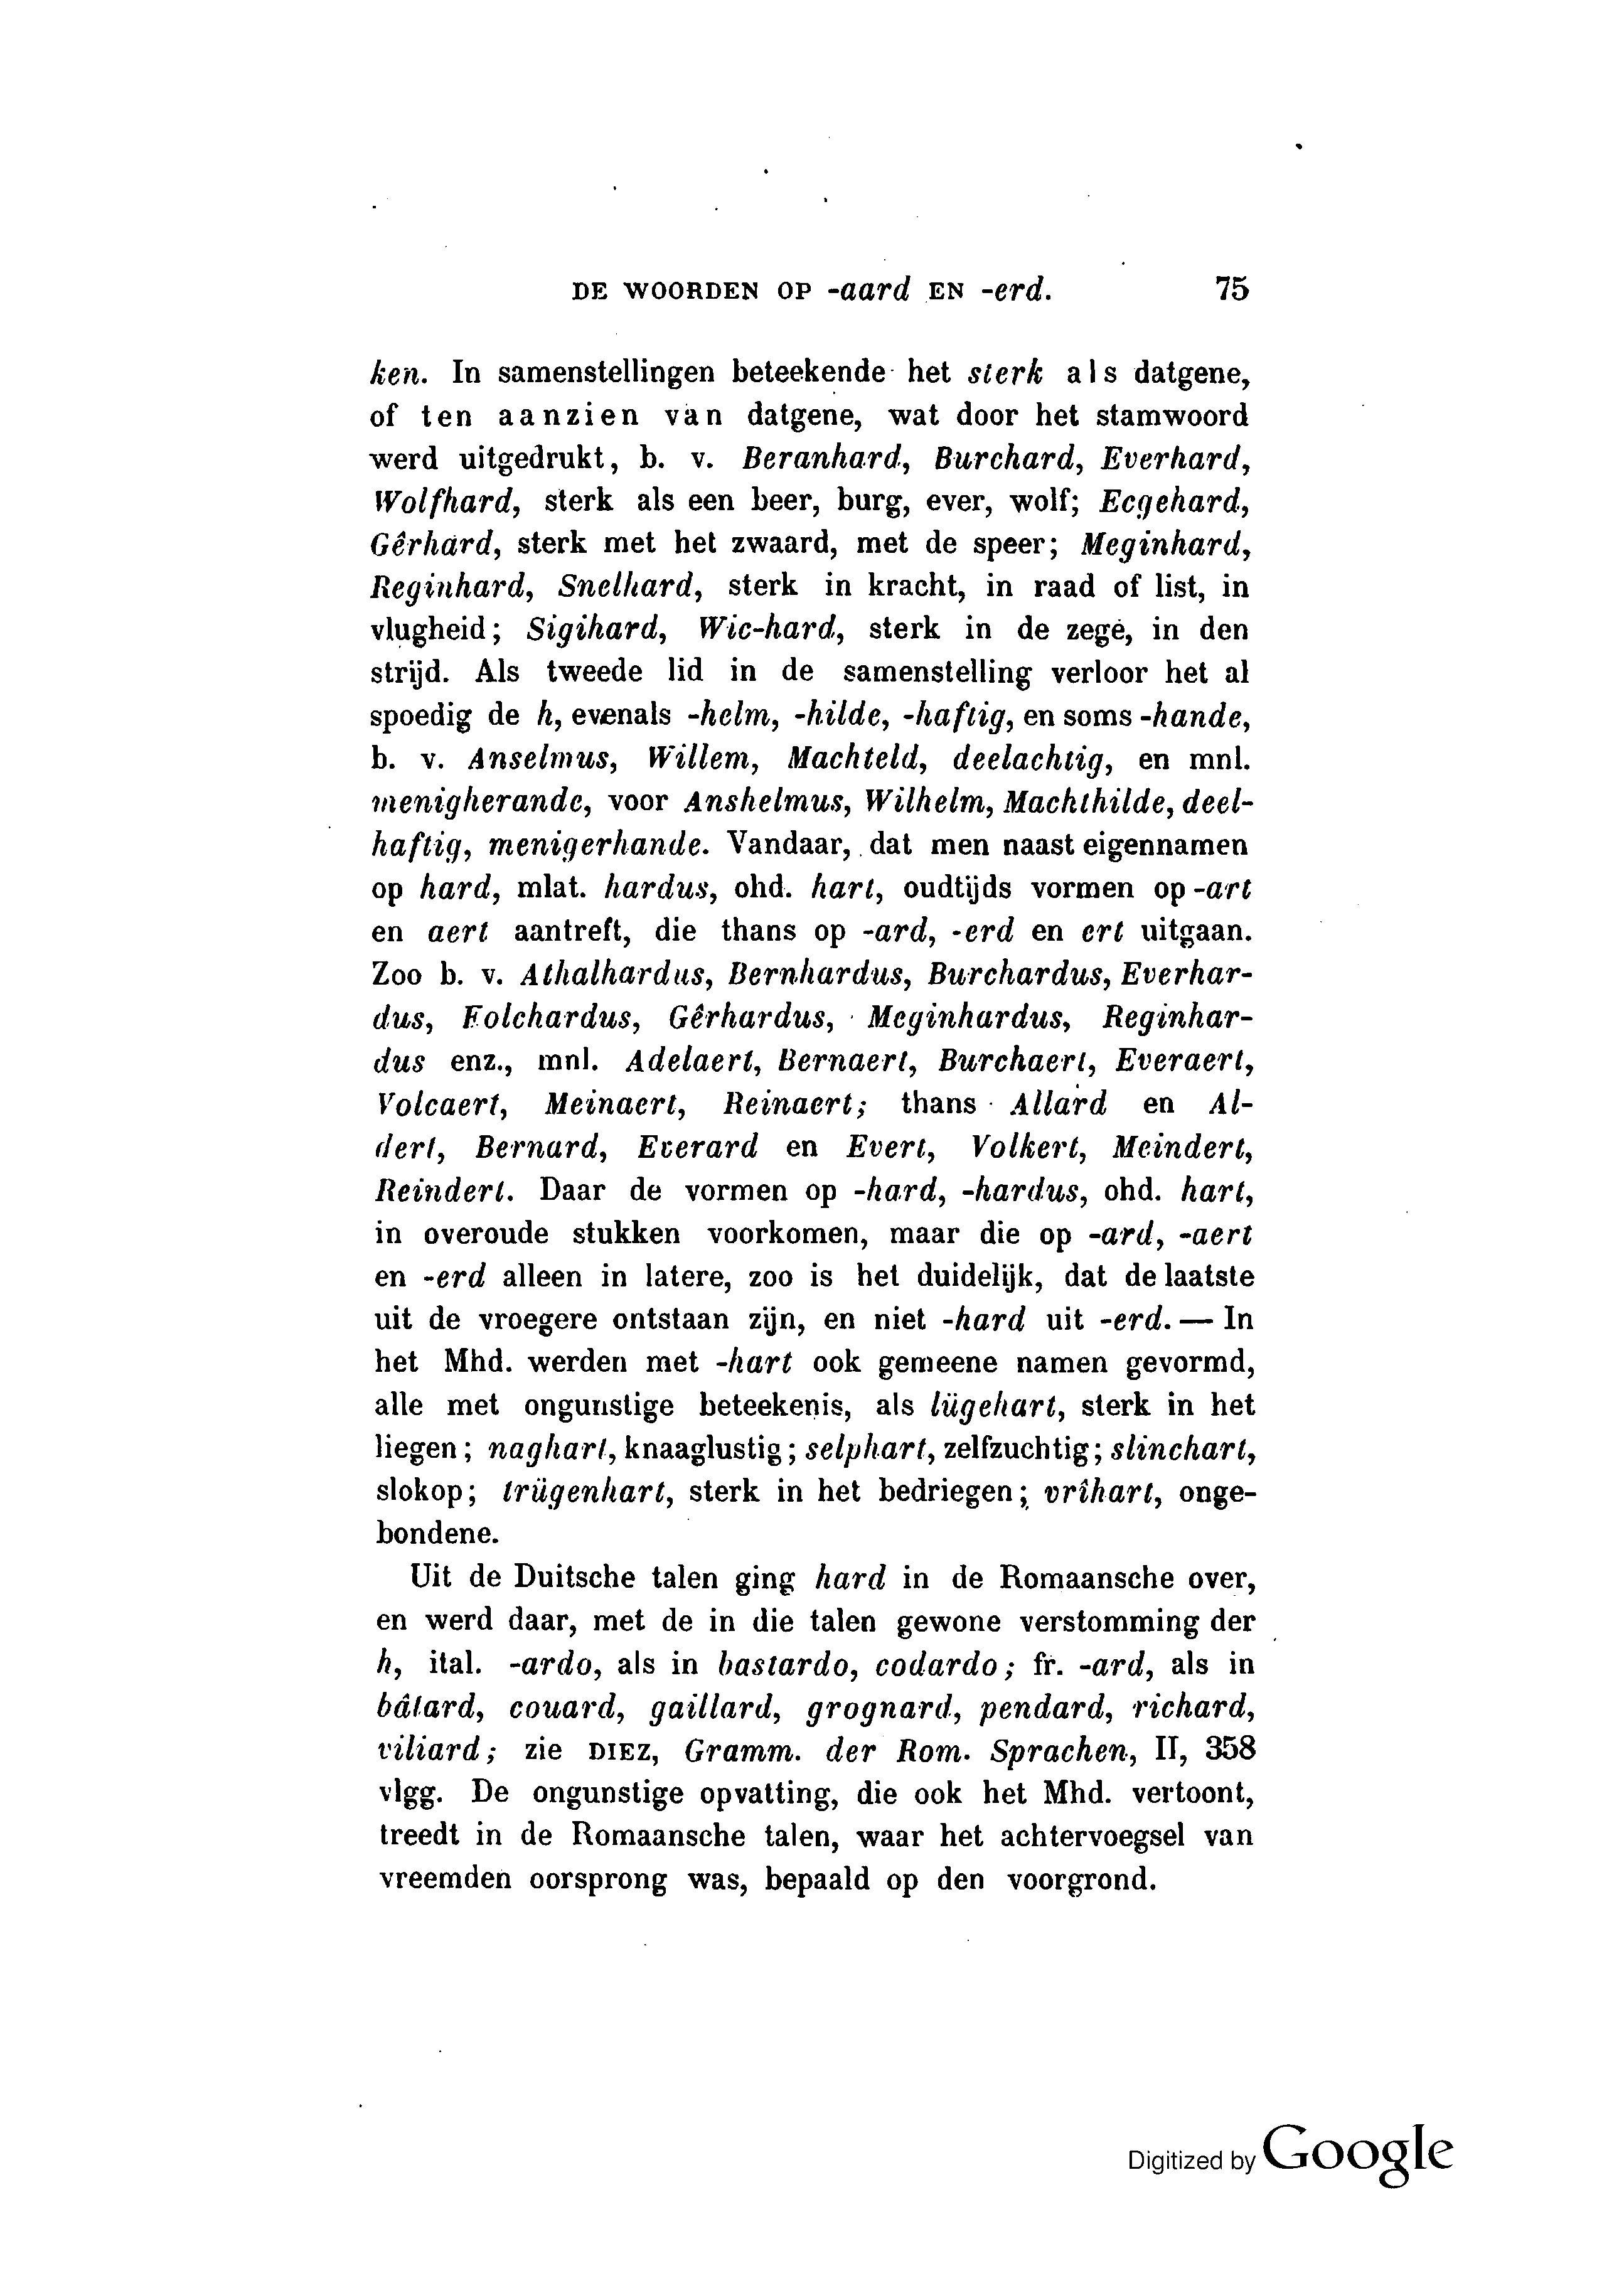 DE WOORDEN OP -aard EN -erd. 75
ken. In samenstellingen beteekende het sterk als datgene,
of ten aanzien van datgene, wat door het stamwoord
werd uitgedrukt, b. v. Beranhard, Burchard, Everhard,
Wolfhard, sterk als een beer, burg, ever, wolf; Ecgehard,
Gêrhard, sterk met het zwaard, met de speer; Meginhard,
Reginhard, Snelhard, sterk in kracht, in raad of list, in
vlugheid; Sigihard, Wic-hard, sterk in de zege, in den
strijd. Als tweede lid in de samenstelling verloor het al
spoedig de h, evenals -helm, -hilde, -haftig, en soms -hande,
b. v. Anselmus, Willem, Machteld, deelachtig, en mnl.
menigherande, voor Anshelmus, Wilhelm, Machthilde, deel-
haftig, menigerhande. Vandaar, dat men naast eigennamen
op hard, mlat. hardus, ohd. hart, oudtijds vormen op -art
en aert aantreft, die thans op -ard, -erd en ert uitgaan.
Zoo b. v. Athalhardus, Bernhardus, Burchardus, Everhar-
dus, Folchardus, Gêrhardus, Meginhardus, Reginhar-
dus enz., mnl. Adelaert, Bernaert, Burchaert, Everaert,
Volcaert, Meinaert, Reinaert; thans Allard en Al-
dert, Bernard, Everard en Evert, Volkert, Meindert,
Reindert. Daar de vormen op -hard, -hardus, ohd. hart,
in overoude stukken voorkomen, maar die op -ard, -aert
en -erd alleen in latere, zoo is het duidelijk, dat de laatste
uit de vroegere ontstaan zijn, en niet -hard uit -erd. — In
het Mhd. werden met -hart ook gemeene namen gevormd,
alle met ongunstige beteekenis, als lügehart, sterk in het
liegen; naghart, knaaglustig; selphart, zelfzuchtig; slinchart,
slokop; trügenhart, sterk in het bedriegen; vrîhart, onge-
bondene.
Uit de Duitsche talen ging hard in de Romaansche over,
en werd daar, met de in die talen gewone verstomming der
h, ital. -ardo, als in bastardo, codardo; fr. -ard, als in
bâtard, couard, gaillard, grognard, pendard, richard,
viliard; zie DIEZ, Gramm. der Rom. Sprachen, II, 358
vlgg. De ongunstige opvatting, die ook het Mhd. vertoont,
treedt in de Romaansche talen, waar het achtervoegsel van
vreemden oorsprong was, bepaald op den voorgrond.
Digitized by Google